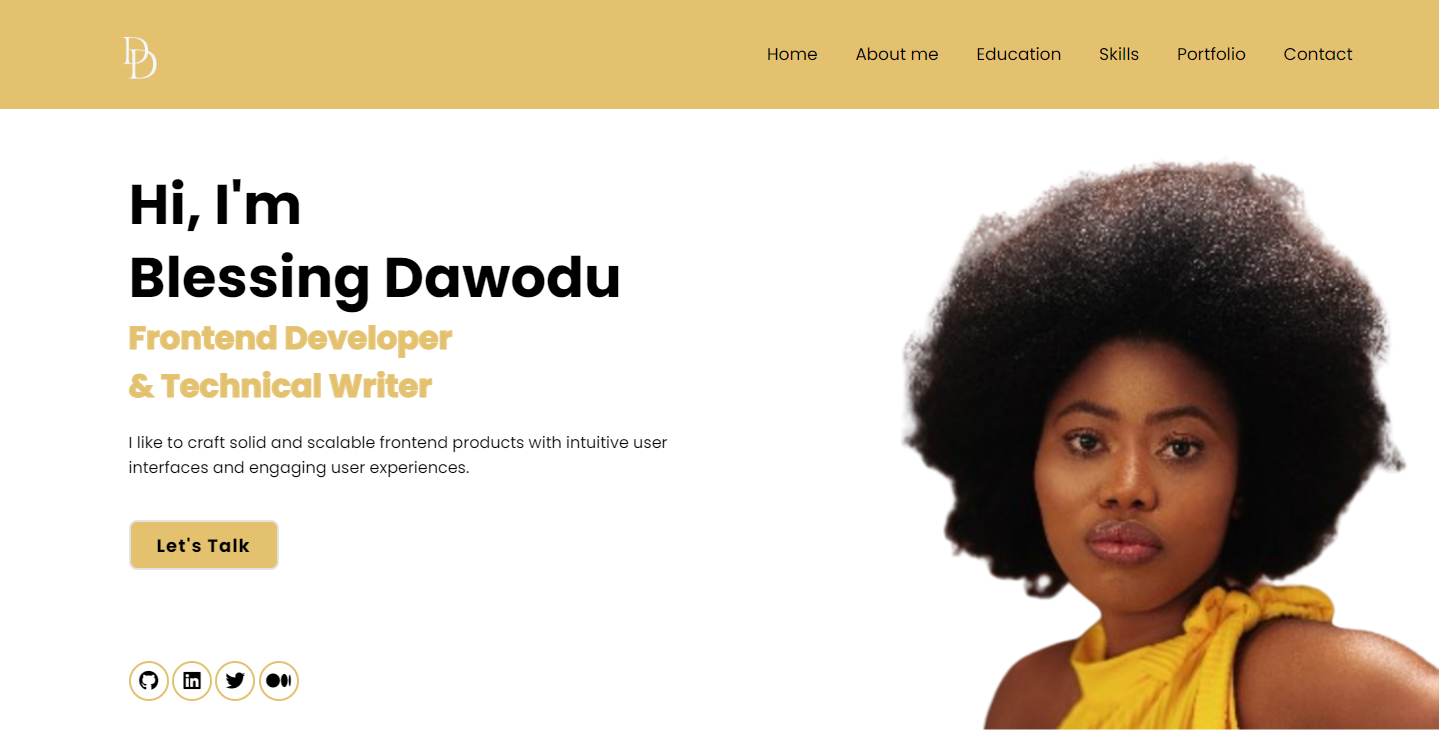 DD
Home About me Education Skills Portfolio Contact
Hi, I'm
Blessing Dawodu
Frontend Developer
& Technical Writer
I like to craft solid and scalable frontend products with intuitive user
interfaces and engaging user experiences.
Let's Talk